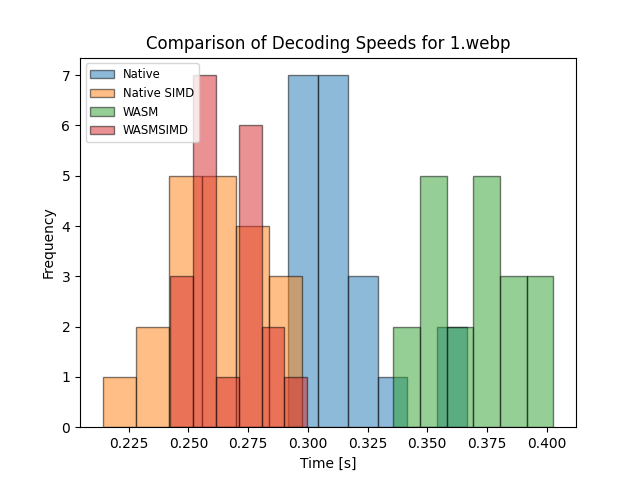 Comparison of Decoding Speeds for 1.webp
Native
Native SIMD
WASM
WASMSIMD
7
6
5
4
3
2
1
0
Frequency
0.225 0.250 0.275 0.300 0.325 0.350 0.375 0.400
Time [s]